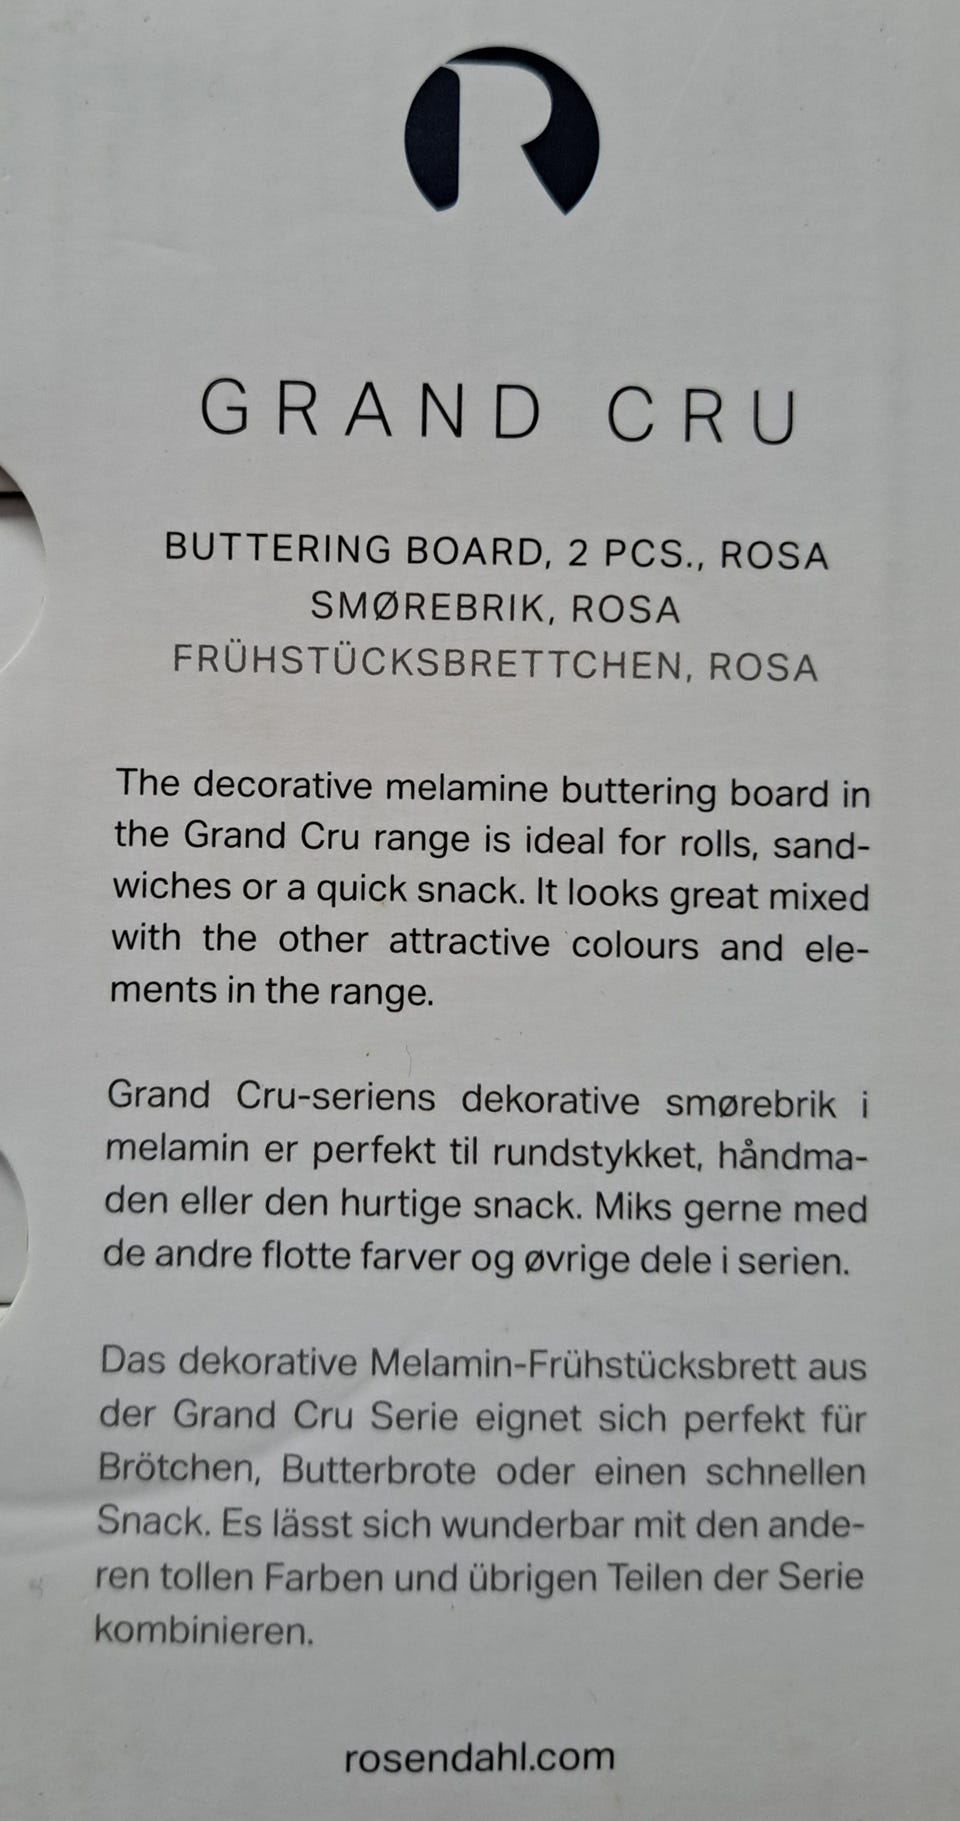 R
GRAND CRU
BUTTERING BOARD, 2 PCS., ROSA
SMØREBRIK, ROSA
FRÜHSTÜCKSBRETTCHEN, ROSA
The decorative melamine buttering board in
the Grand Cru range is ideal for rolls, sand-
wiches or a quick snack. It looks great mixed
with the other attractive colours and ele-
ments in the range.
Grand Cru-seriens dekorative smørebrik i
melamin er perfekt til rundstykket, håndma-
den eller den hurtige snack. Miks gerne med
de andre flotte farver og øvrige dele i serien.
Das dekorative Melamin-Frühstücksbrett aus
der Grand Cru Serie eignet sich perfekt für
Brötchen, Butterbrote oder einen schnellen
Snack. Es lässt sich wunderbar mit den ande-
ren tollen Farben und übrigen Teilen der Serie
kombinieren.
rosendahl.com